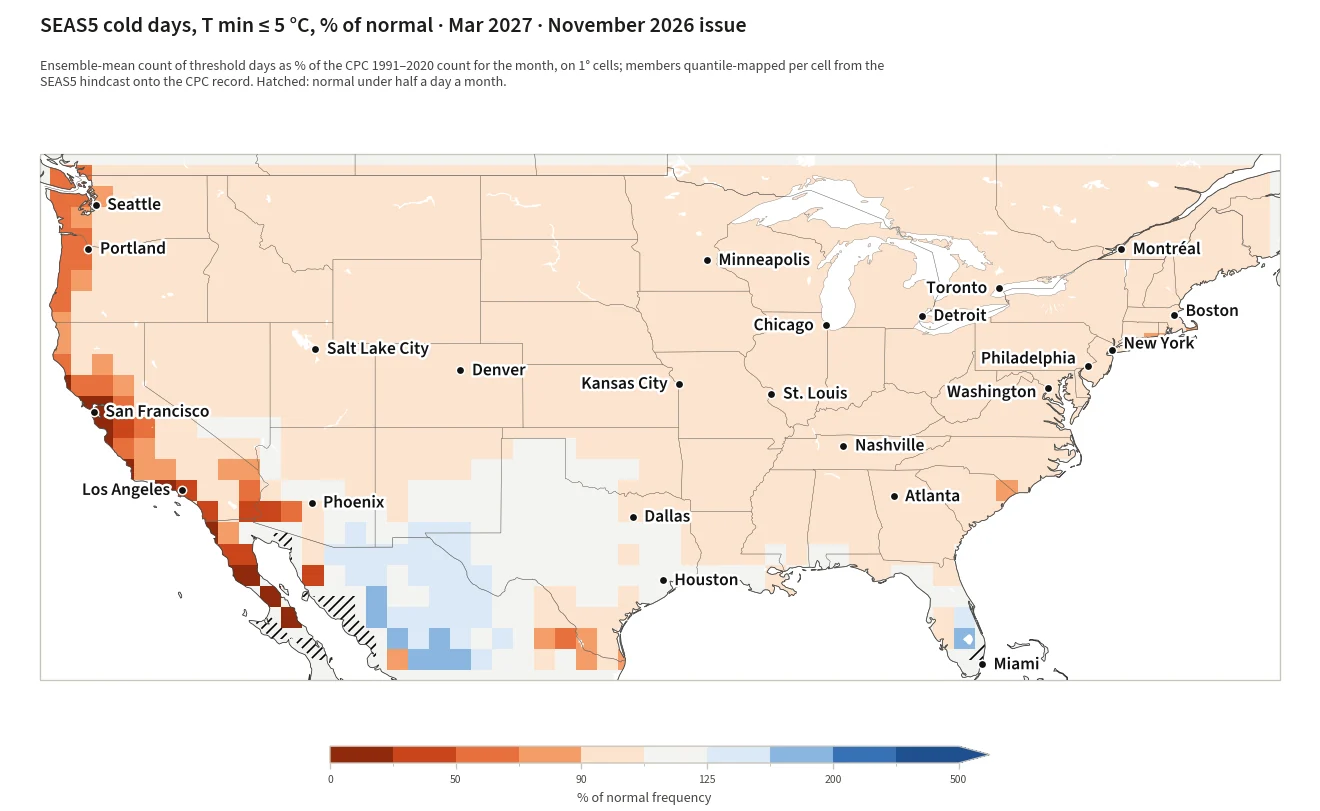 SEAS5 cold days, T min ≤ 5 °C, % of normal · Mar 2027 · November 2026 issue
Ensemble-mean count of threshold days as % of the CPC 1991–2020 count for the month, on 1° cells; members quantile-mapped per cell from the
SEAS5 hindcast onto the CPC record. Hatched: normal under half a day a month.
Seattle
Portland
Montréal
Minneapolis
Toronto
Boston
Detroit
Chicago
New York
Salt Lake City
Philadelphia
Denver
Kansas City
Washington
St. Louis
San Francisco
Nashville
Los Angeles
Atlanta
Phoenix
Dallas
Houston
Miami
0 50 90 125 200 500
% of normal frequency